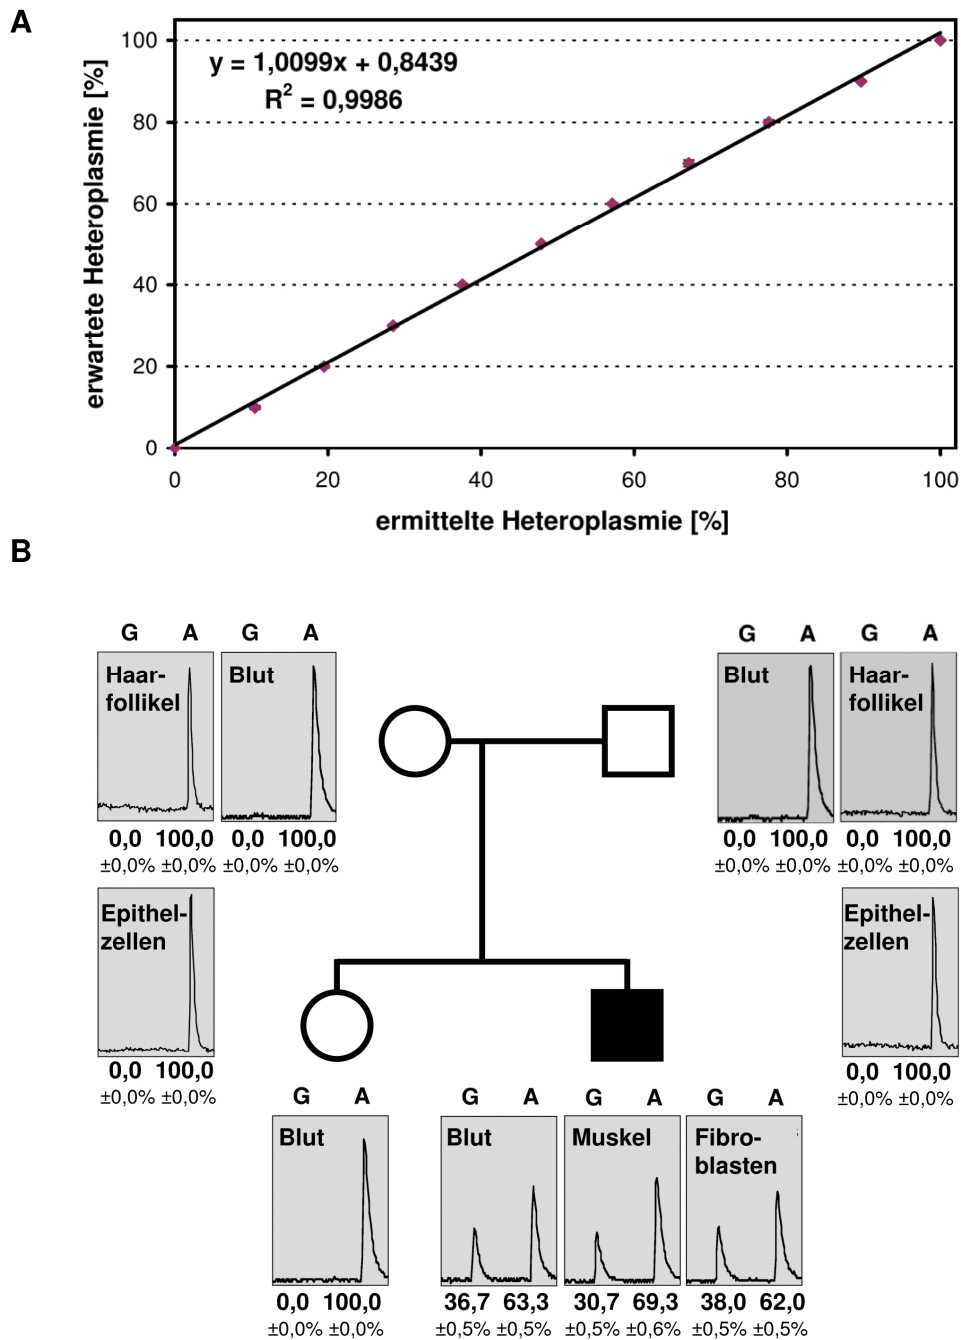 A
y = 1,0099x + 0,8439
R² = 0,9986
erwartete Heteroplasmie [%]
100
80
60
40
20
0
0 20 40 60 80 100
ermittelte Heteroplasmie [%]
B
G A G A
Haar-
follikel
Blut
0,0 100,0 0,0 100,0
±0,0% ±0,0% ±0,0% ±0,0%
Epithel-
zellen
0,0 100,0
±0,0% ±0,0%
G A G A
Blut
Haar-
follikel
0,0 100,0 0,0 100,0
±0,0% ±0,0% ±0,0% ±0,0%
Epithel-
zellen
0,0 100,0
±0,0% ±0,0%
G A
Blut
0,0 100,0
±0,0% ±0,0%
G A G A G A
Blut
Muskel
Fibro-
blasten
36,7 63,3 30,7 69,3 38,0 62,0
±0,5% ±0,5% ±0,5% ±0,6% ±0,5% ±0,5%